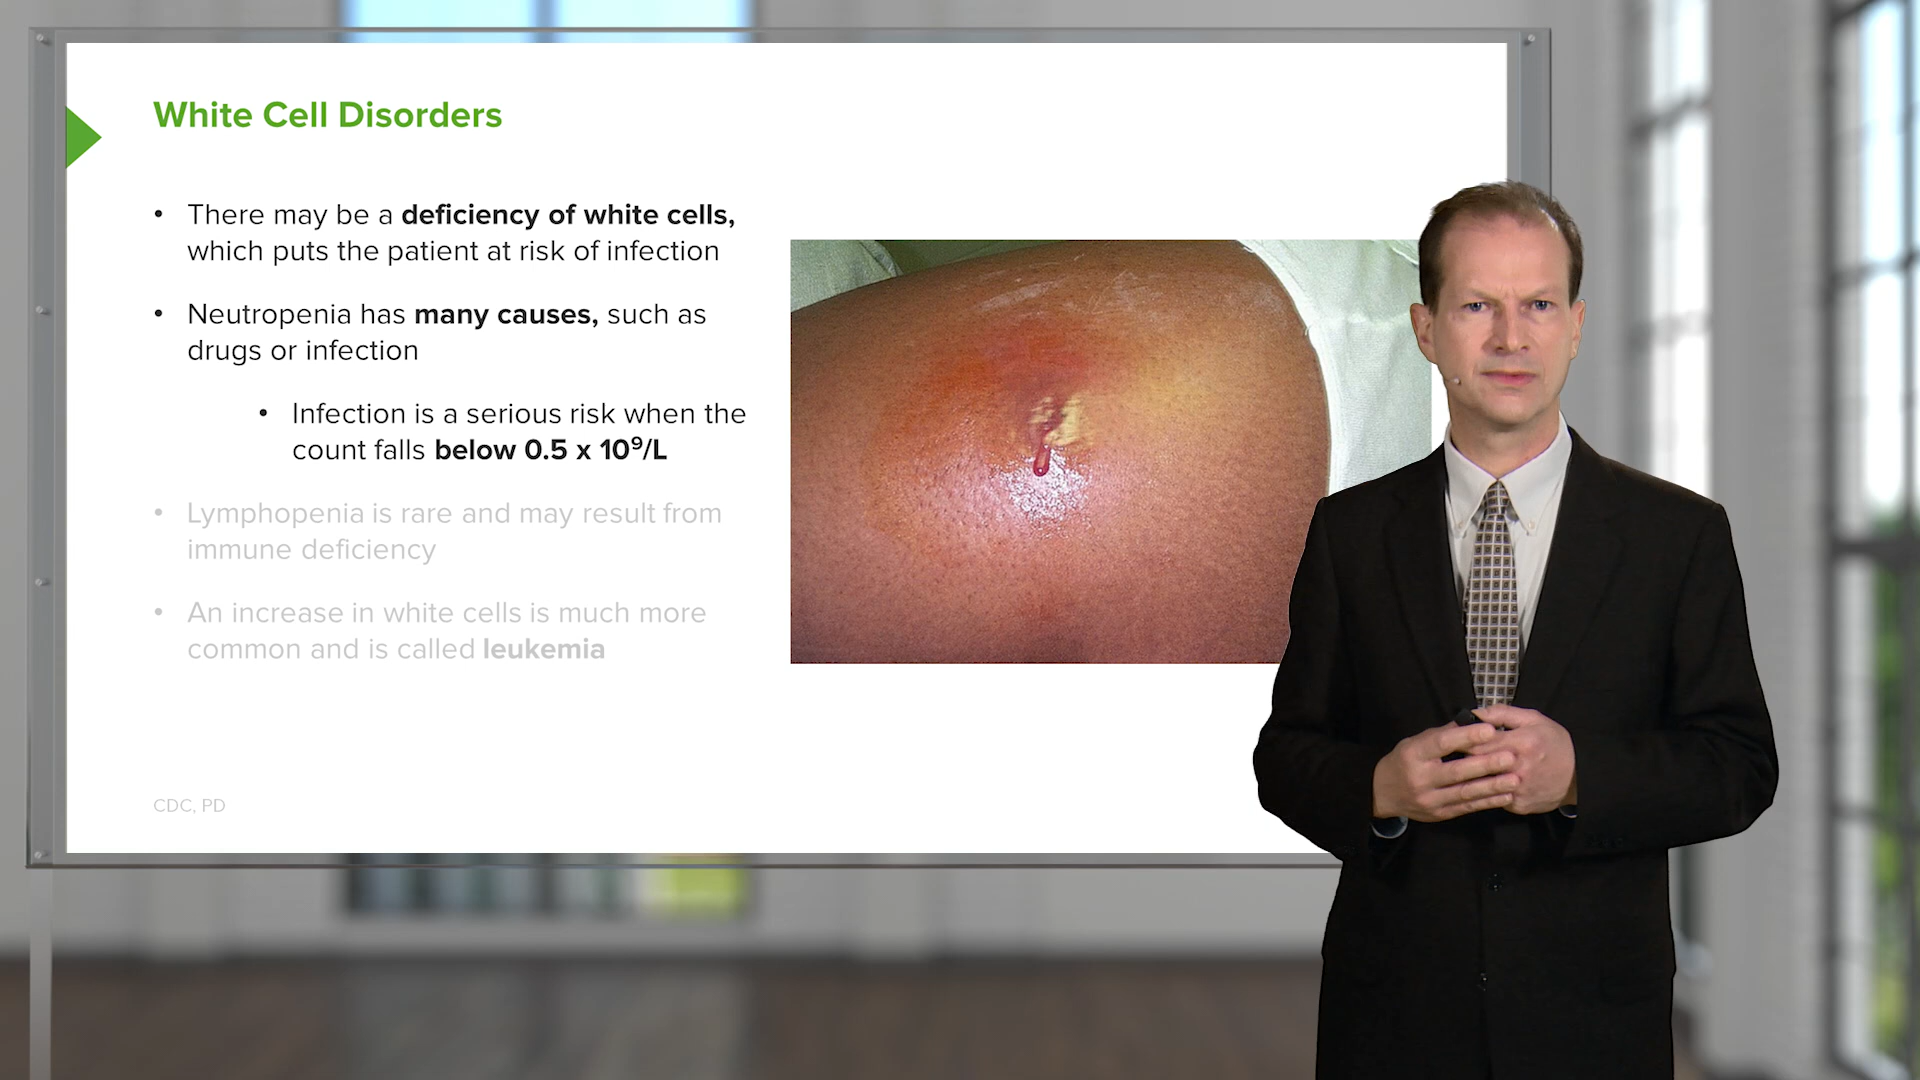 White Cell Disorders
• There may be a deficiency of white cells,
which puts the patient at risk of infection
• Neutropenia has many causes, such as
drugs or infection
• Infection is a serious risk when the
count falls below 0.5 x 10⁹/L
• Lymphopenia is rare and may result from
immune deficiency
• An increase in white cells is much more
common and is called leukemia
CDC, PD